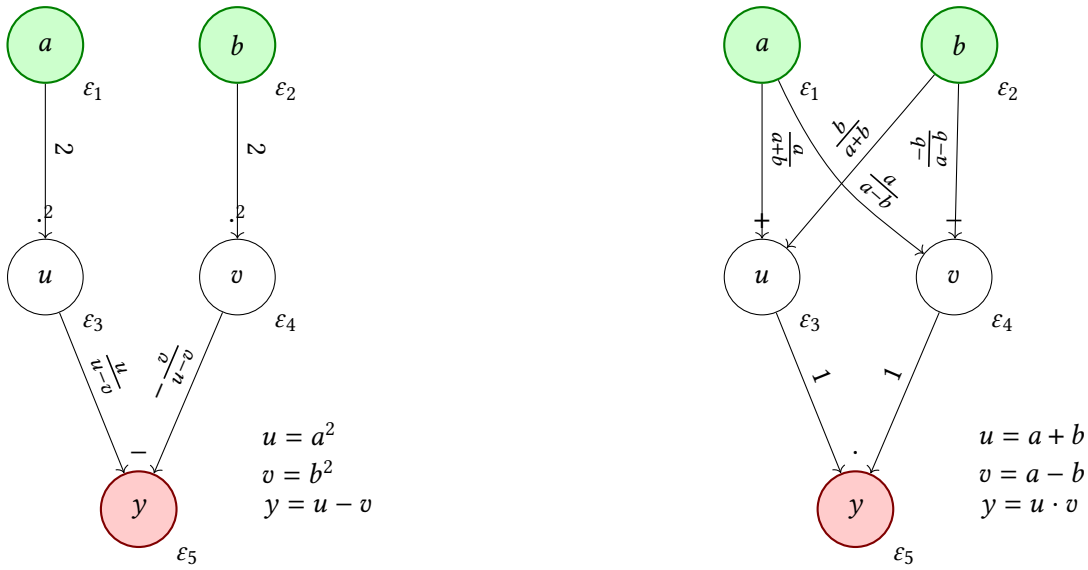 a
b
ε₁
ε₂
2
2
.²
.²
u
v
ε₃
ε₄
u/(u−v)
−v/(u−v)
−
u = a²
v = b²
y = u − v
y
ε₅
a
b
ε₁
ε₂
a/(a+b)
b/(a+b)
a/(a−b)
−b/(a−b)
+
−
u
v
ε₃
ε₄
1
1
·
u = a + b
v = a − b
y = u · v
y
ε₅